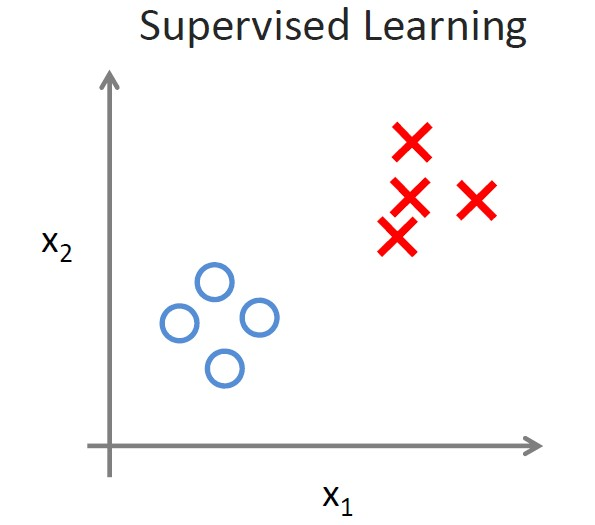 Supervised Learning
x₂
x₁